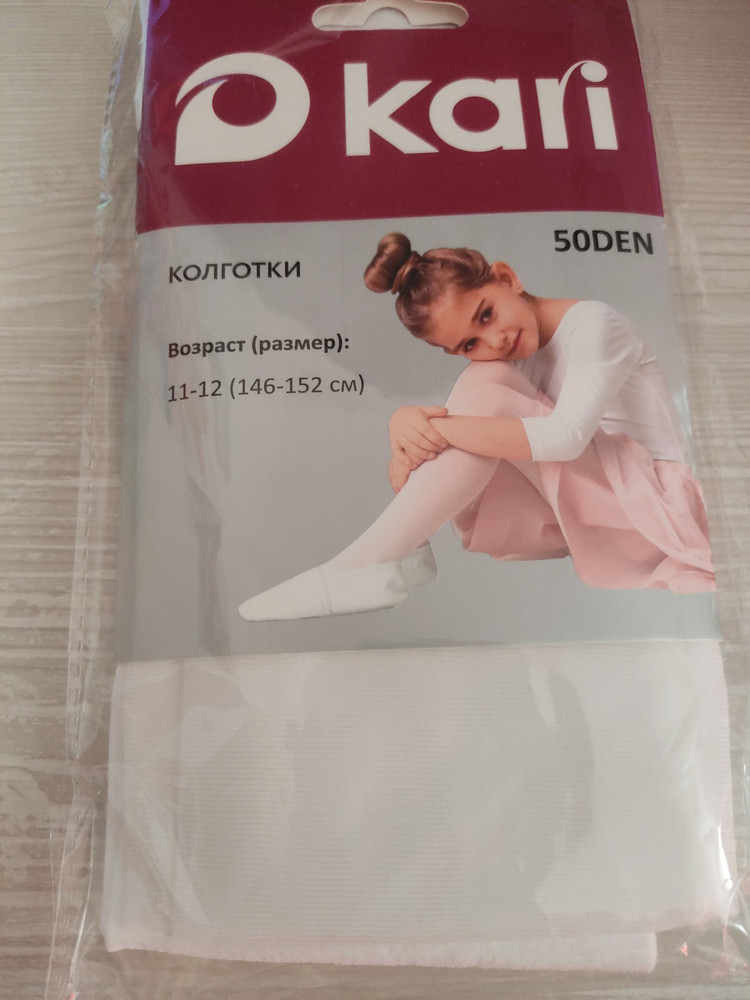 kari
50DEN
колготки
Возраст (размер):
11-12 (146-152 см)